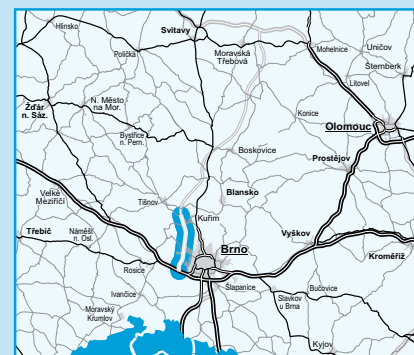 Hlinsko
Svitavy
Polička
Moravská
Třebová
Mohelnice
Uničov
Šternberk
Litovel
Žďár
n. Sáz.
N. Město
na Mor.
Konice
Olomouc
Bystřice
n. Pern.
Boskovice
Prostějov
Velké
Meziříčí
Blansko
Tišnov
Kuřim
Třebíč
Náměšť
n. Osl.
Brno
Vyškov
Kroměříž
Rosice
Ivančice
Šlapanice
Slavkov
u Brna
Bučovice
Moravský
Krumlov
Kyjov